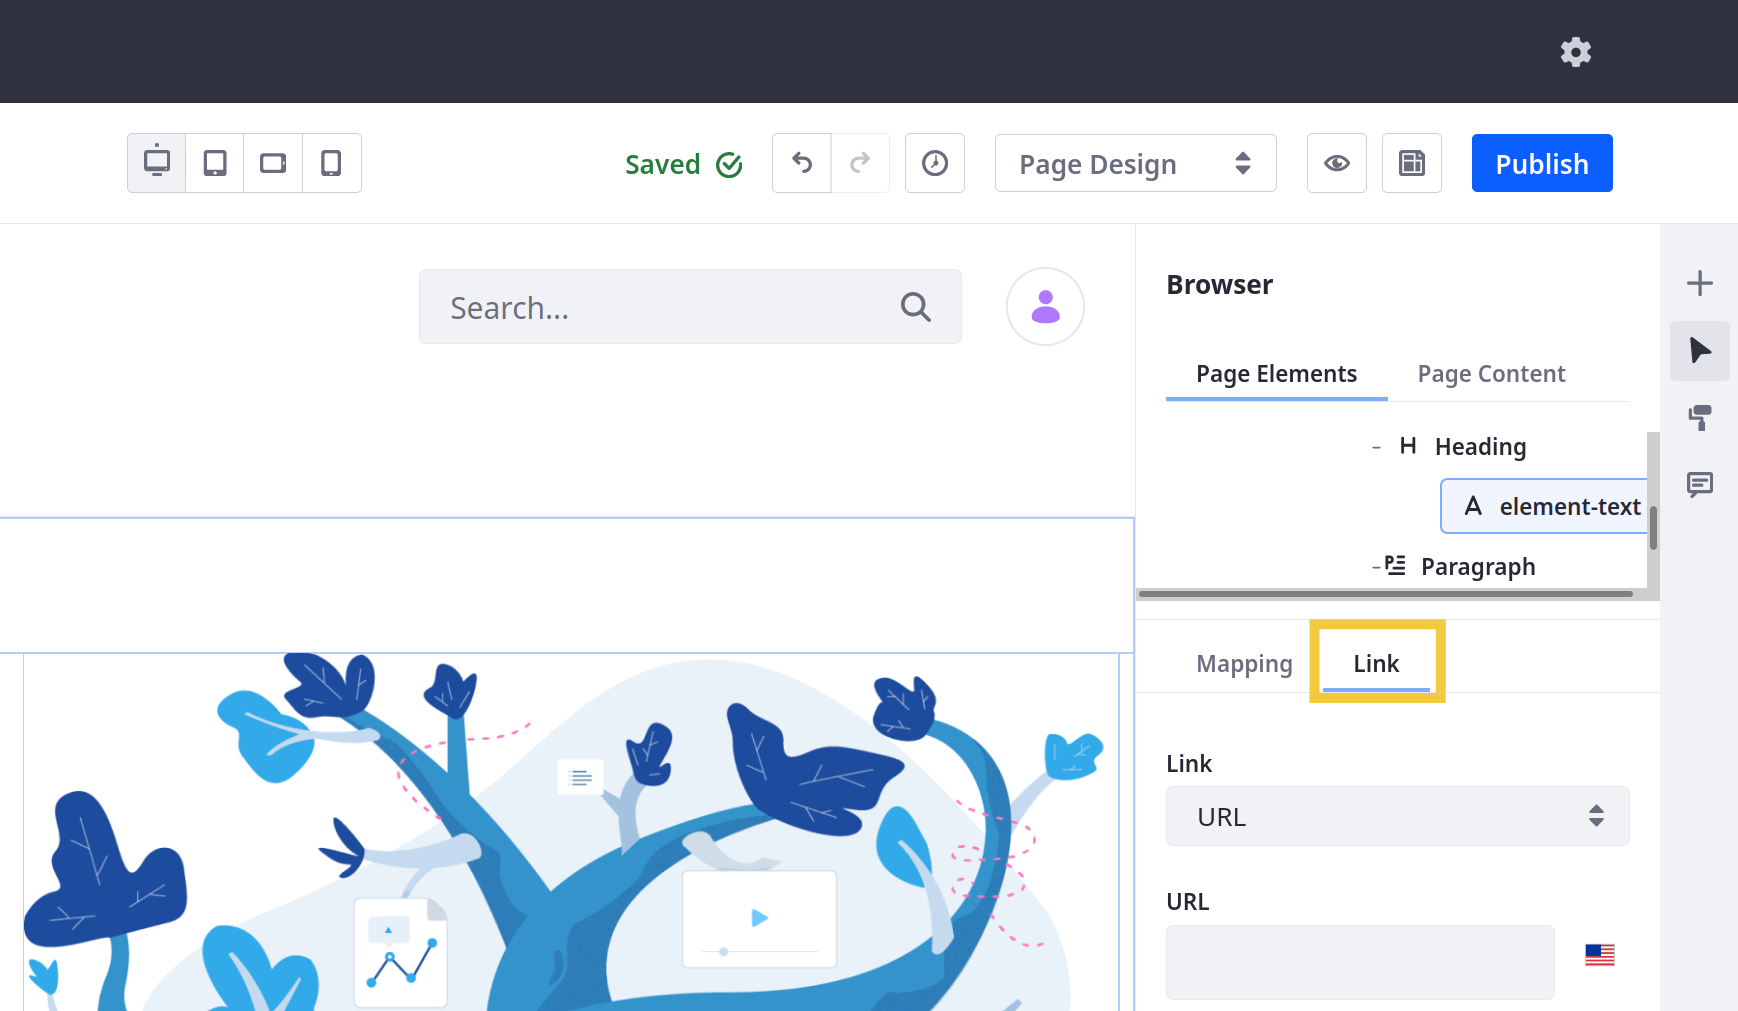 Saved
Page Design
Publish
Search...
Browser
Page Elements
Page Content
– H Heading
A element-text
– P Paragraph
Mapping
Link
Link
URL
URL